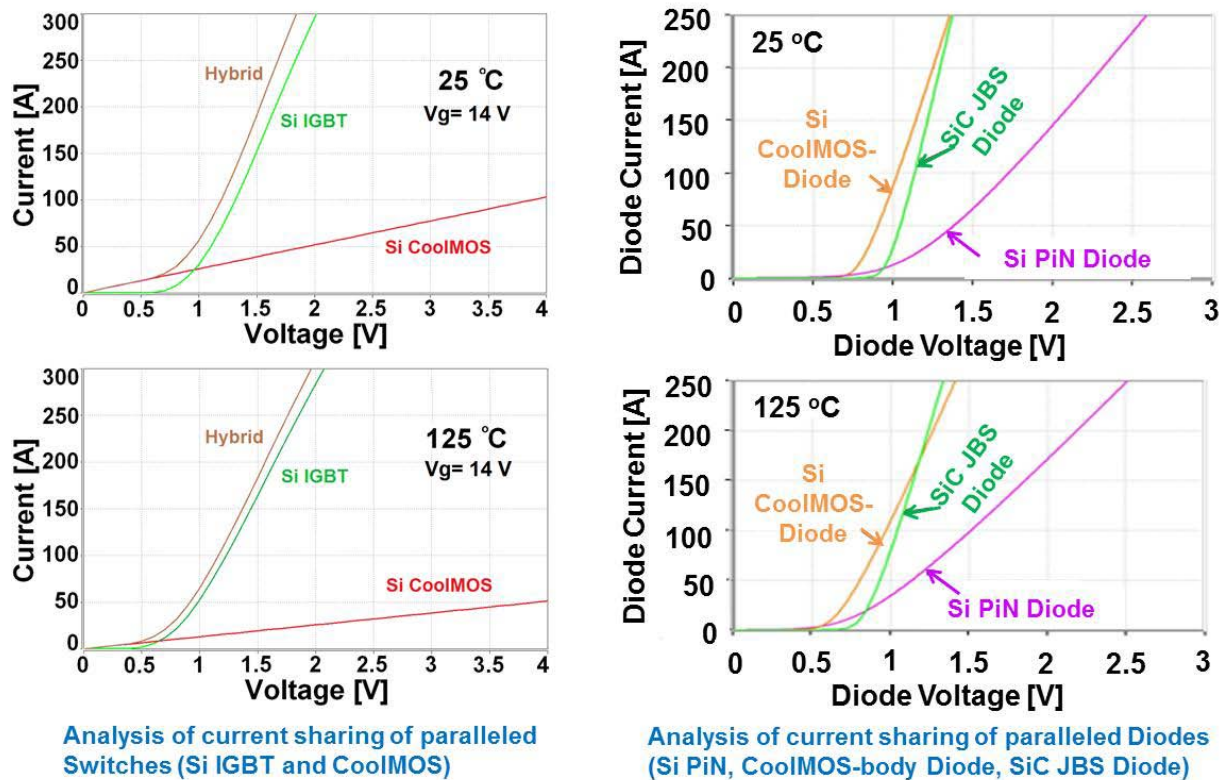 300
250
200
150
100
50
0
Current [A]
Hybrid
Si IGBT
25 °C
Vg= 14 V
Si CoolMOS
0 0.5 1 1.5 2 2.5 3 3.5 4
Voltage [V]
250
200
150
100
50
0
Diode Current [A]
25 °C
Si
CoolMOS-
Diode
SiC JBS
Diode
Si PiN Diode
0 0.5 1 1.5 2 2.5 3
Diode Voltage [V]
300
250
200
150
100
50
0
Current [A]
Hybrid
Si IGBT
125 °C
Vg= 14 V
Si CoolMOS
0 0.5 1 1.5 2 2.5 3 3.5 4
Voltage [V]
250
200
150
100
50
0
Diode Current [A]
125 °C
Si
CoolMOS-
Diode
SiC JBS
Diode
Si PiN Diode
0 0.5 1 1.5 2 2.5 3
Diode Voltage [V]
Analysis of current sharing of paralleled
Switches (Si IGBT and CoolMOS)
Analysis of current sharing of paralleled Diodes
(Si PiN, CoolMOS-body Diode, SiC JBS Diode)